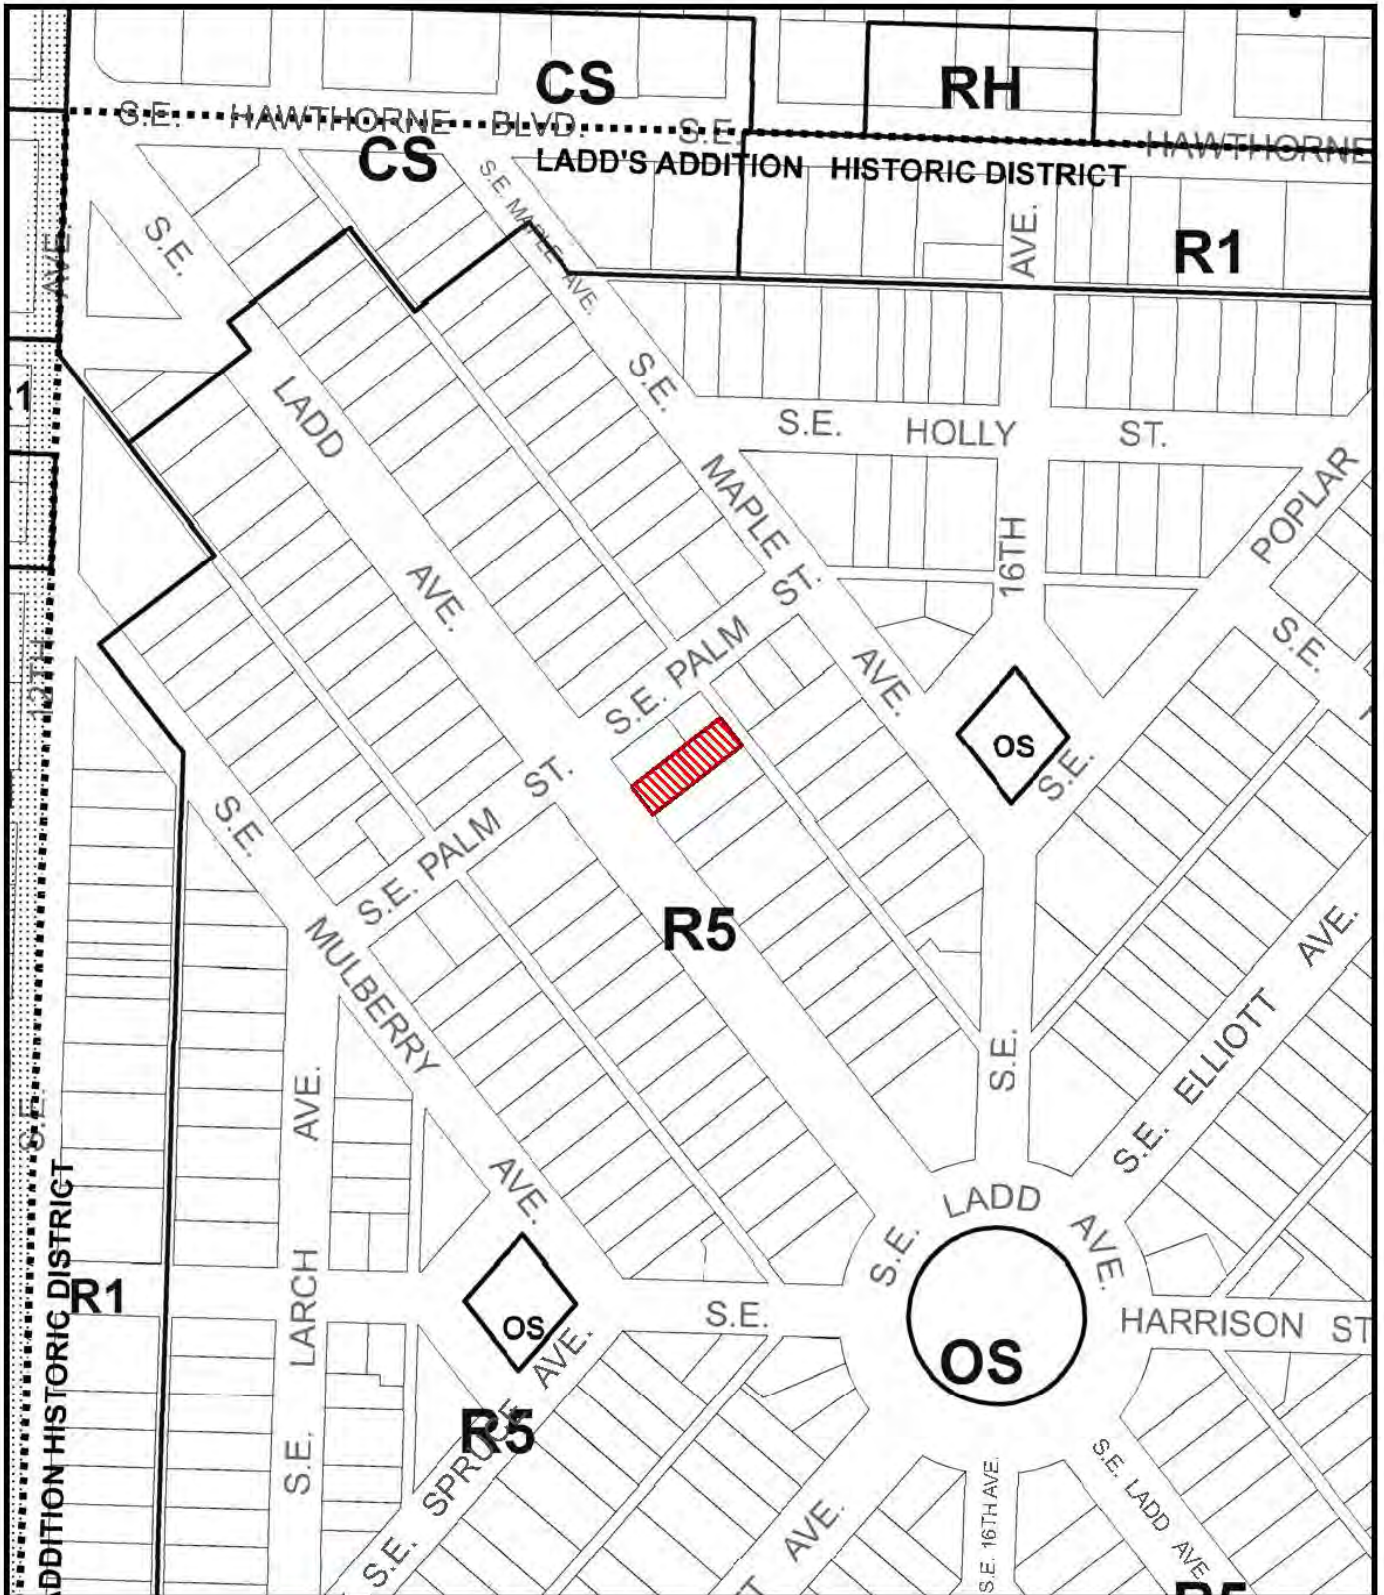 CS
RH
S.E. HAWTHORNE BLVD. S.E. HAWTHORNE
CS
LADD'S ADDITION HISTORIC DISTRICT
S.E. MAPLE AVE.
AVE.
R1
AVE.
S.E.
S.E. MAPLE AVE.
S.E. HOLLY ST.
LADD AVE.
POPLAR
16TH
S.E. PALM ST.
S.E.
12TH
OS
S.E.
S.E. PALM ST.
S.E. MULBERRY AVE.
R5
S.E. ELLIOTT AVE.
S.E.
AVE.
S.E.
S.E. LADD AVE.
ADDITION HISTORIC DISTRICT
R1
S.E. LARCH
OS
S.E.
HARRISON ST
OS
R5
S.E. SPRUCE AVE.
AVE.
S.E. 16TH AVE.
S.E. LADD AVE
R5